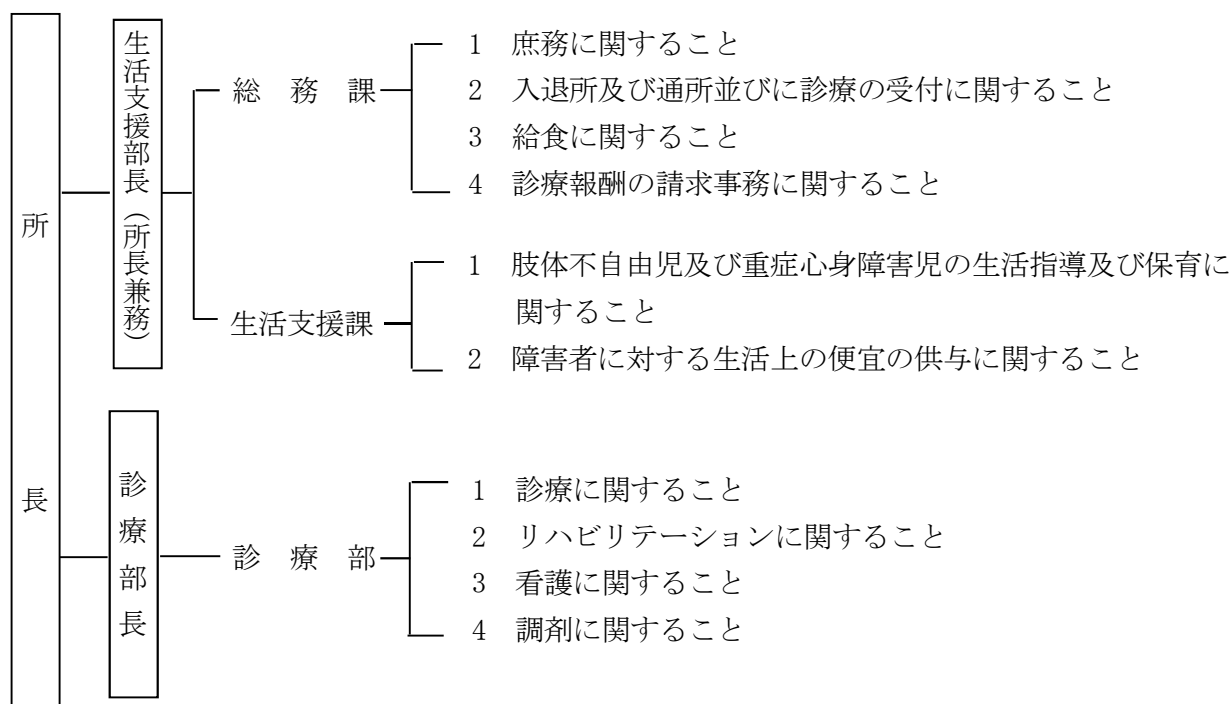 所長
生活支援部長（所長兼務）
総務課
1 庶務に関すること
2 入退所及び通所並びに診療の受付に関すること
3 給食に関すること
4 診療報酬の請求事務に関すること
生活支援課
1 肢体不自由児及び重症心身障害児の生活指導及び保育に
関すること
2 障害者に対する生活上の便宜の供与に関すること
診療部長
診療部
1 診療に関すること
2 リハビリテーションに関すること
3 看護に関すること
4 調剤に関すること